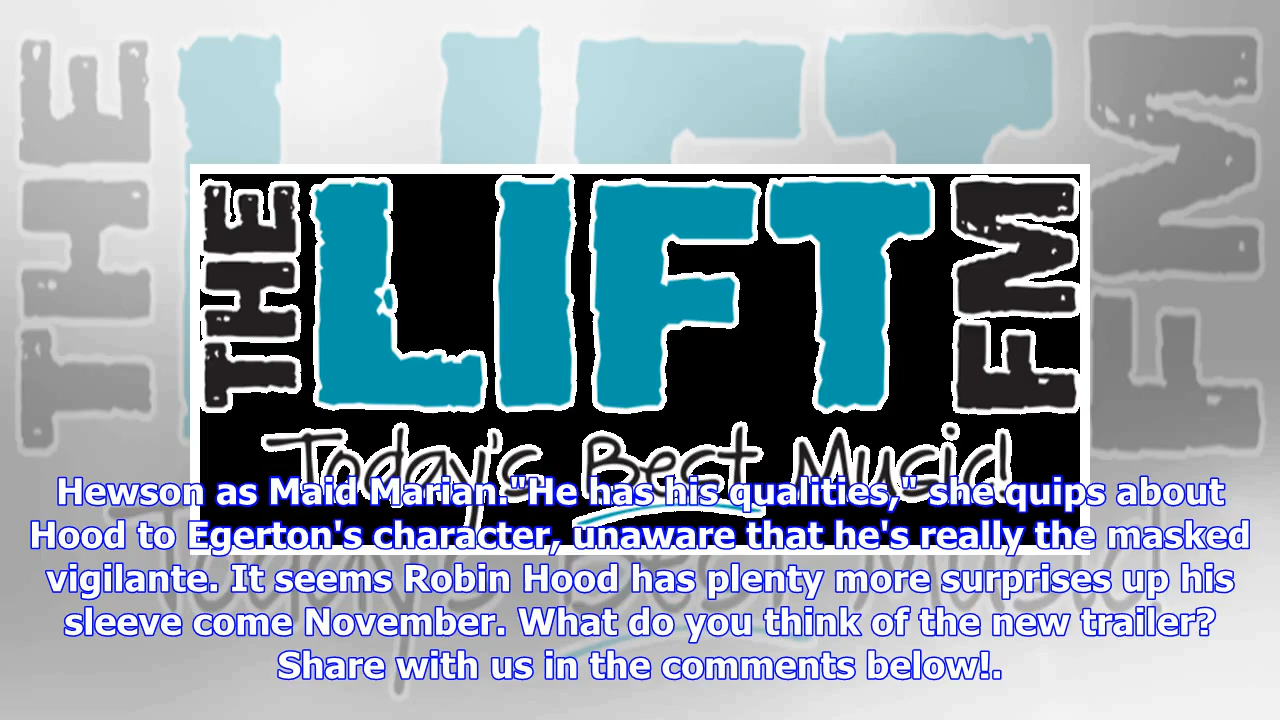 THE LIFT FM
Today's Best Music!
Hewson as Maid Marian."He has his qualities," she quips about
Hood to Egerton's character, unaware that he's really the masked
vigilante. It seems Robin Hood has plenty more surprises up his
sleeve come November. What do you think of the new trailer?
Share with us in the comments below!.